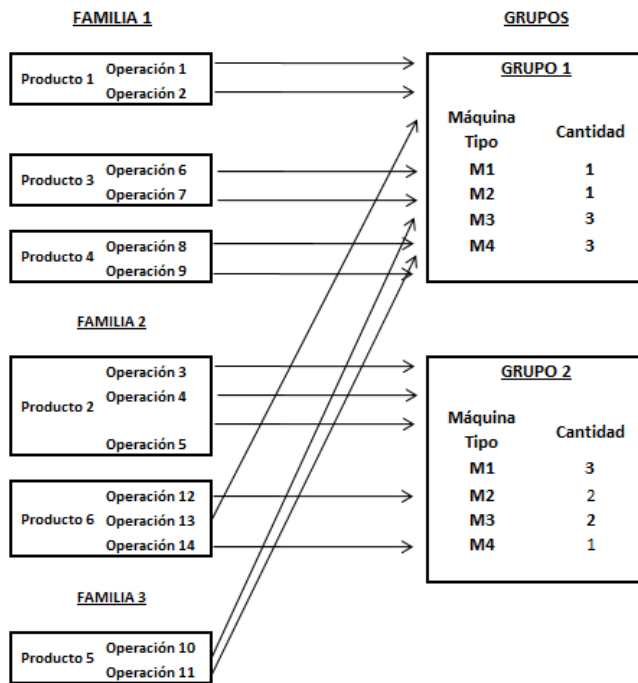 FAMILIA 1
Producto 1
Operación 1
Operación 2
Producto 3
Operación 6
Operación 7
Producto 4
Operación 8
Operación 9
FAMILIA 2
Producto 2
Operación 3
Operación 4
Operación 5
Producto 6
Operación 12
Operación 13
Operación 14
FAMILIA 3
Producto 5
Operación 10
Operación 11
GRUPOS
GRUPO 1
Máquina Tipo
Cantidad
M1 1
M2 1
M3 3
M4 3
GRUPO 2
Máquina Tipo
Cantidad
M1 3
M2 2
M3 2
M4 1